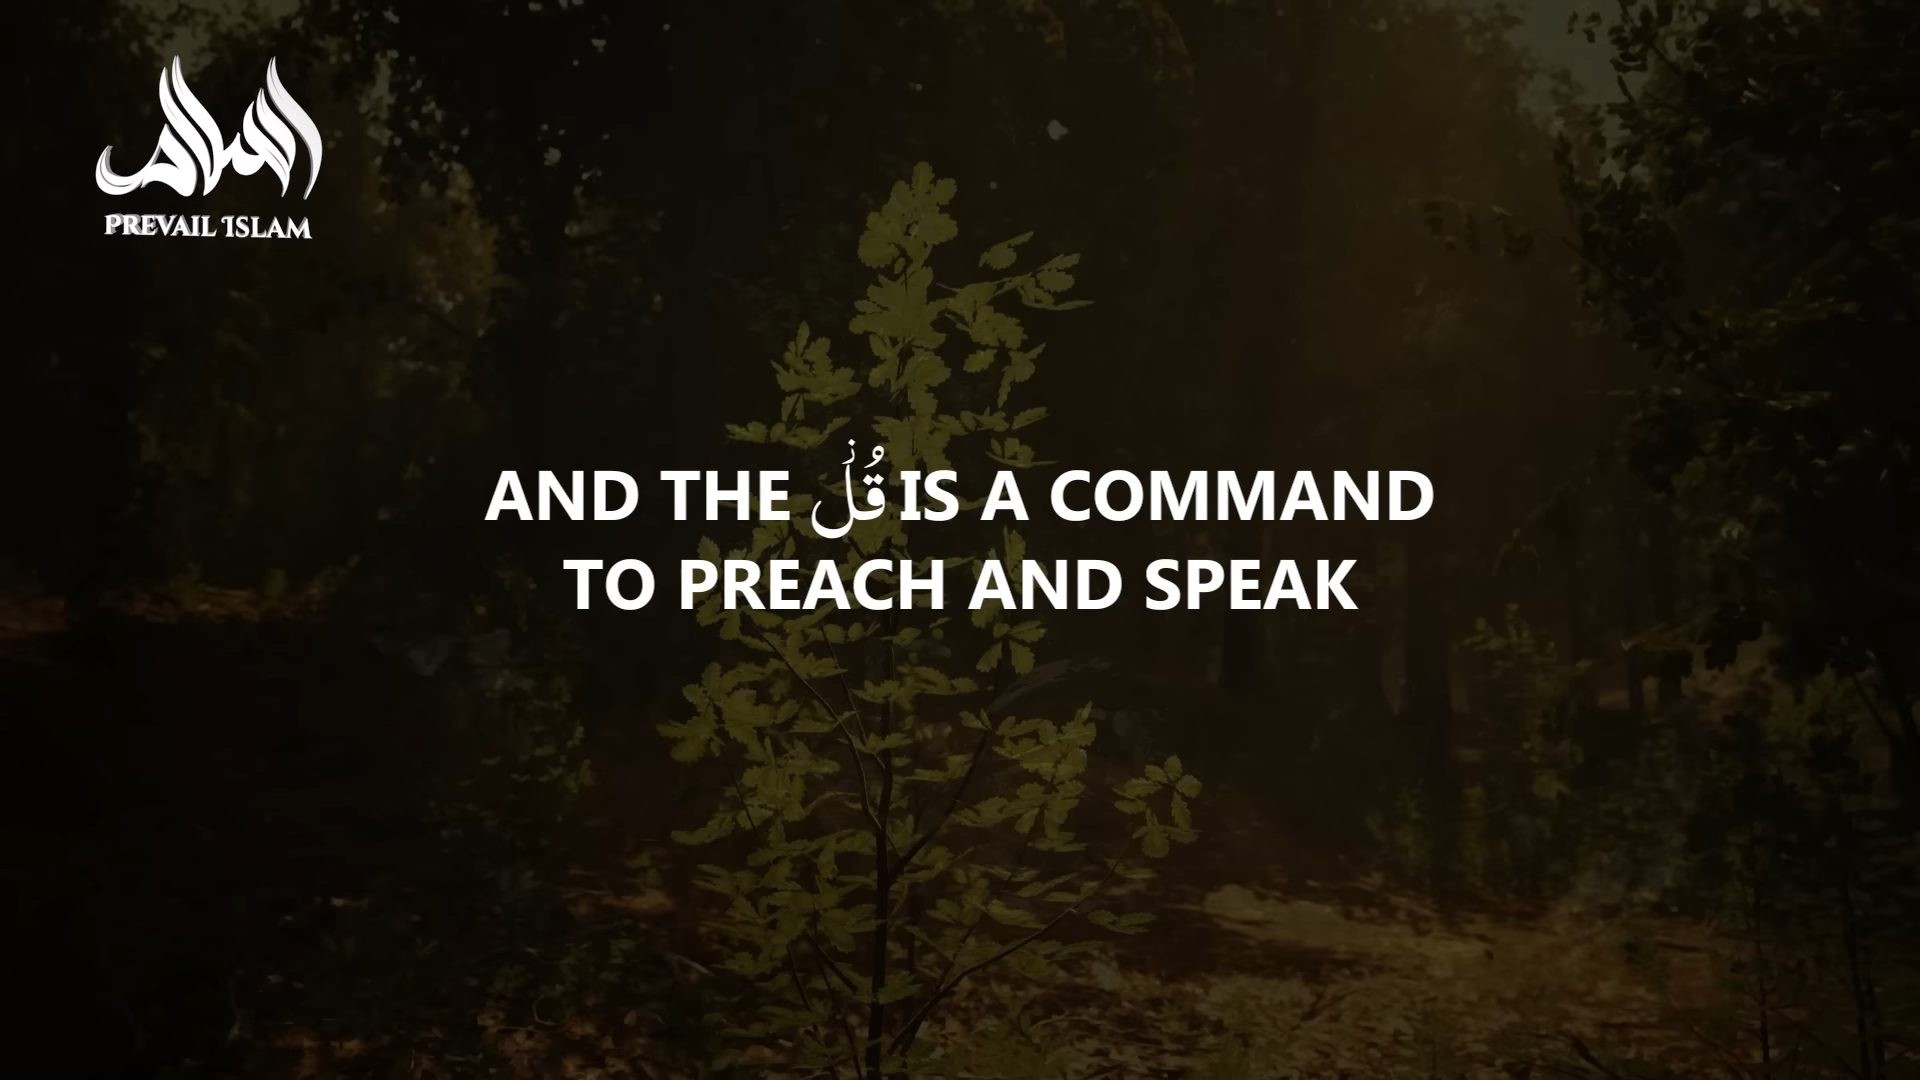 السلام
PREVAIL ISLAM
AND THE قُلْ IS A COMMAND
TO PREACH AND SPEAK